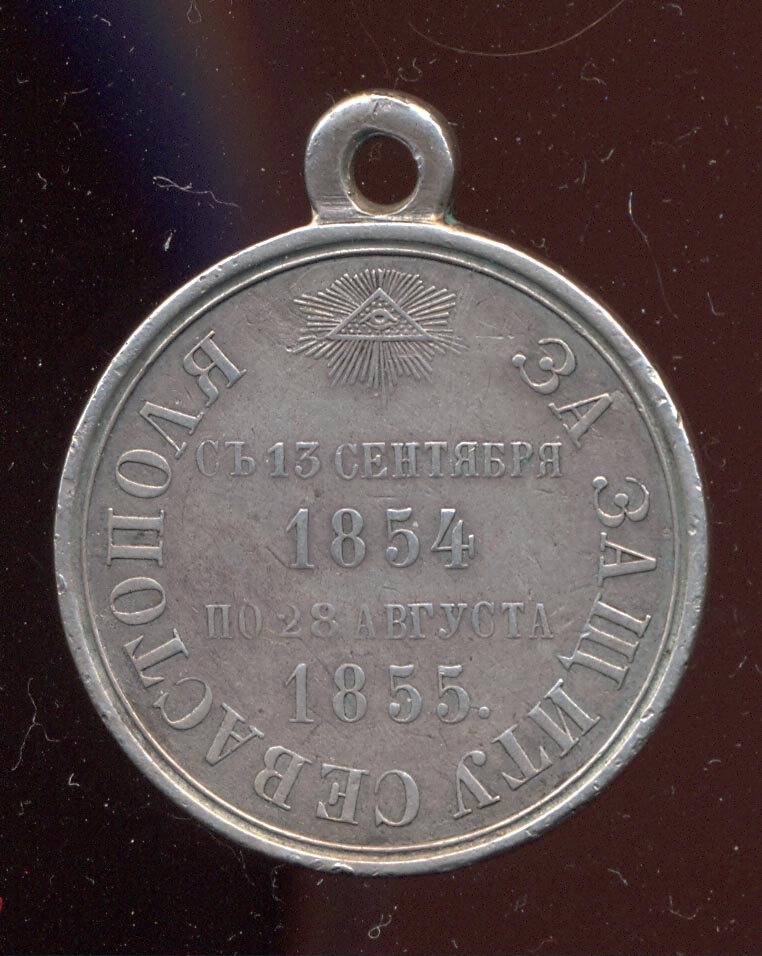 ЗА ЗАЩИТУ СЕВАСТОПОЛЯ
СЪ 13 СЕНТЯБРЯ
1854
ПО 28 АВГУСТА
1855.